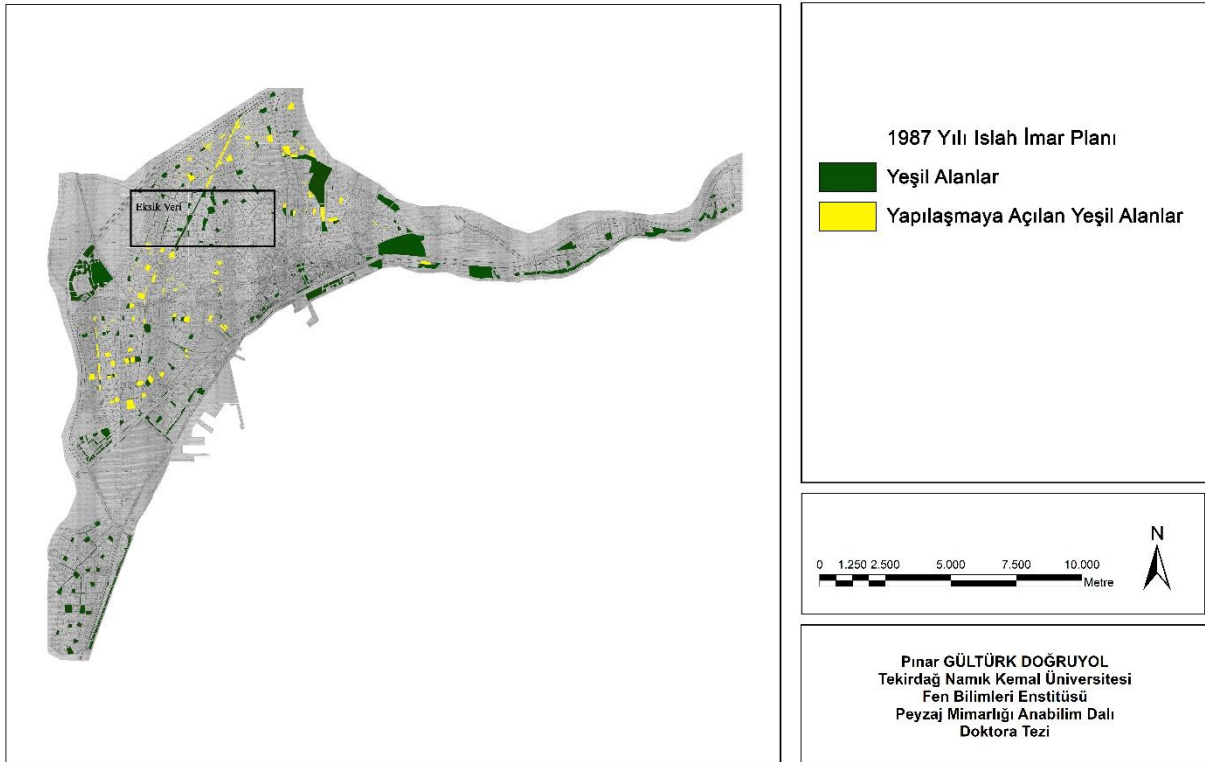 Eksik Veri
1987 Yılı Islah İmar Planı
Yeşil Alanlar
Yapılaşmaya Açılan Yeşil Alanlar
N
0 1.250 2.500 5.000 7.500 10.000
Metre
Pınar GÜLTÜRK DOĞRUYOL
Tekirdağ Namık Kemal Üniversitesi
Fen Bilimleri Enstitüsü
Peyzaj Mimarlığı Anabilim Dalı
Doktora Tezi